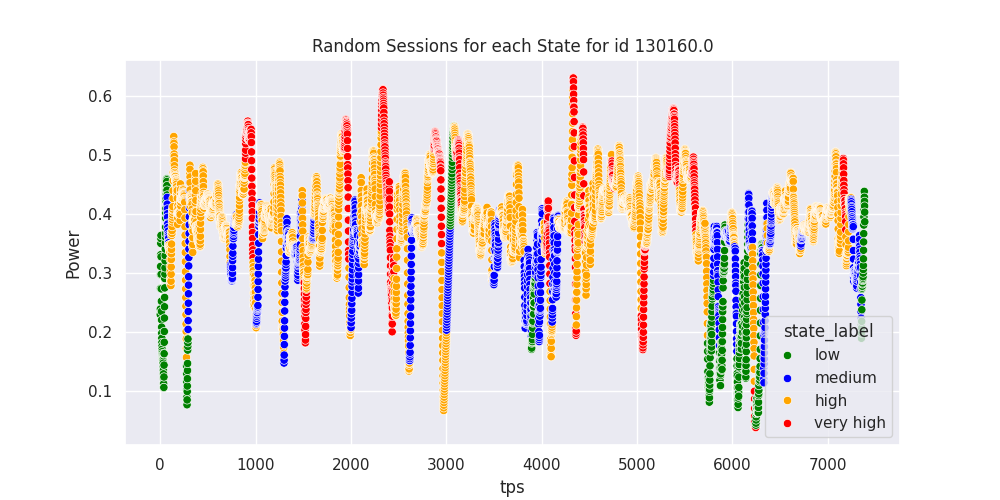 Random Sessions for each State for id 130160.0
Power
0.6
0.5
0.4
0.3
0.2
0.1
state_label
low
medium
high
very high
0 1000 2000 3000 4000 5000 6000 7000
tps